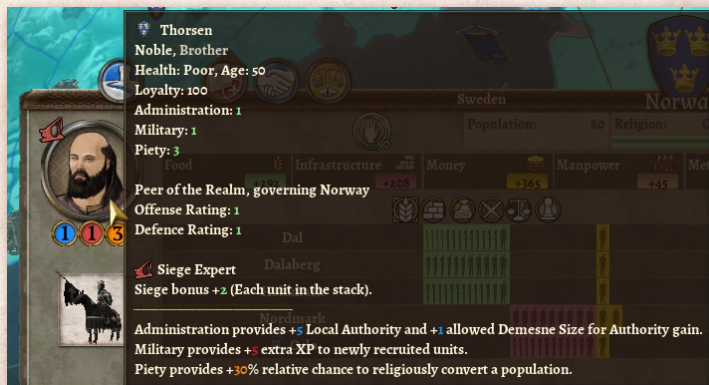 Thorsen
Noble, Brother
Health: Poor, Age: 50
Loyalty: 100
Administration: 1
Military: 1
Piety: 3
Peer of the Realm, governing Norway
Offense Rating: 1
Defence Rating: 1
Siege Expert
Siege bonus +2 (Each unit in the stack).
Administration provides +5 Local Authority and +1 allowed Demesne Size for Authority gain.
Military provides +5 extra XP to newly recruited units.
Piety provides +30% relative chance to religiously convert a population.
1 1 3
Sweden
Norwa
Population: 80 Religion:
Food Infrastructure Money Manpower Met
+208 +365 +45
Dal
Dalaberg
Nordmark